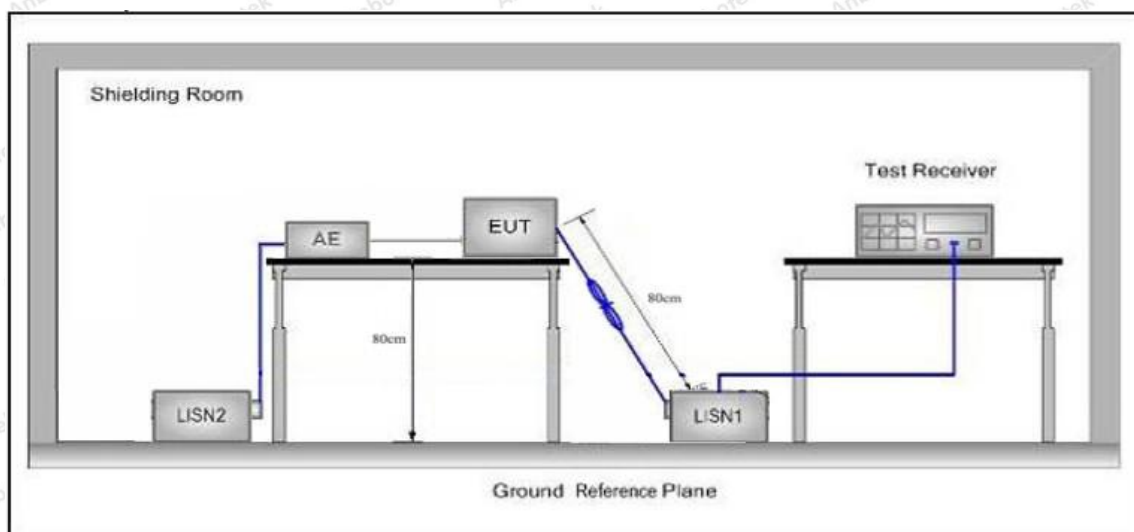 Shielding Room
Test Receiver
EUT
AE
80cm
80cm
LISN2
LISN1
Ground Reference Plane